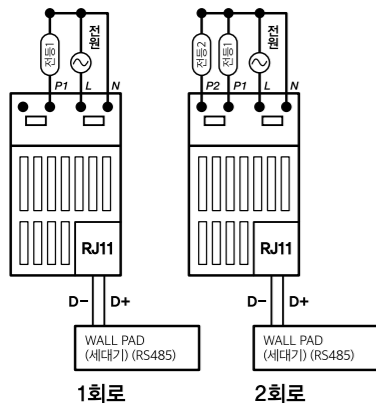 전등1
전원
P1 L N
RJ11
D- D+
WALL PAD
(세대기) (RS485)
1회로
전등2
전등1
전원
P2 P1 L N
RJ11
D- D+
WALL PAD
(세대기) (RS485)
2회로